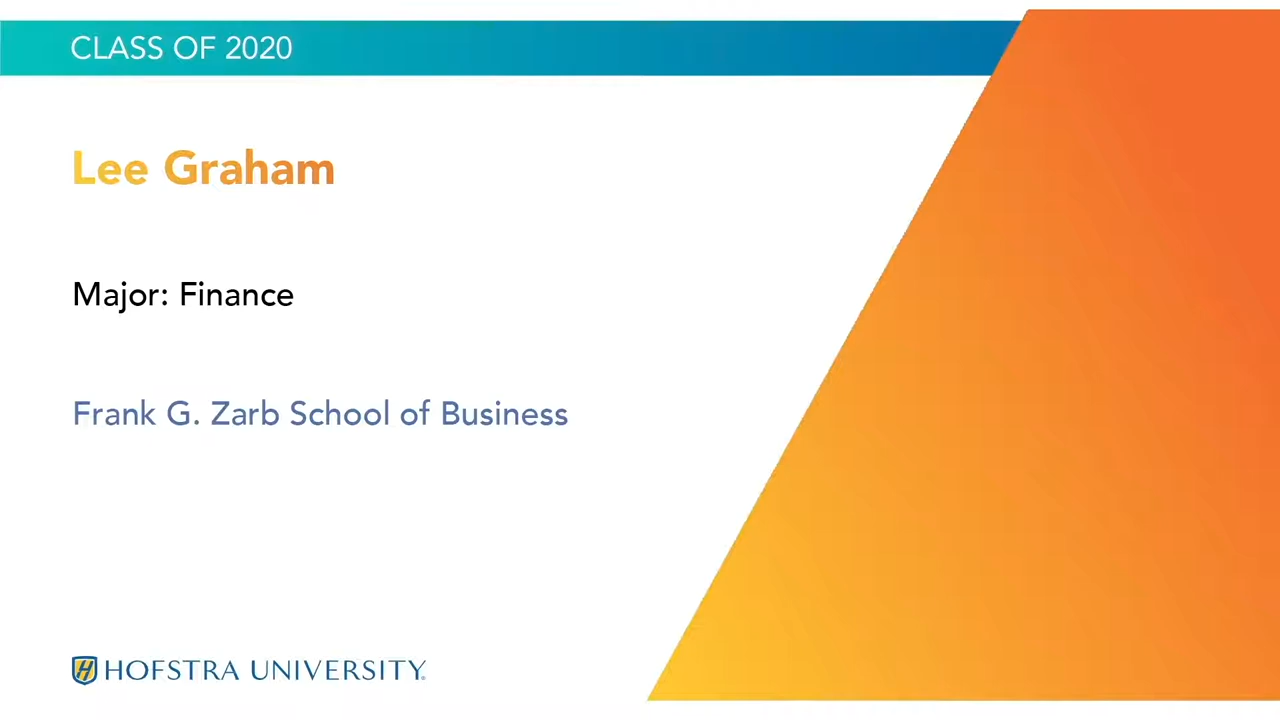 CLASS OF 2020
Lee Graham
Major: Finance
Frank G. Zarb School of Business
HOFSTRA UNIVERSITY®